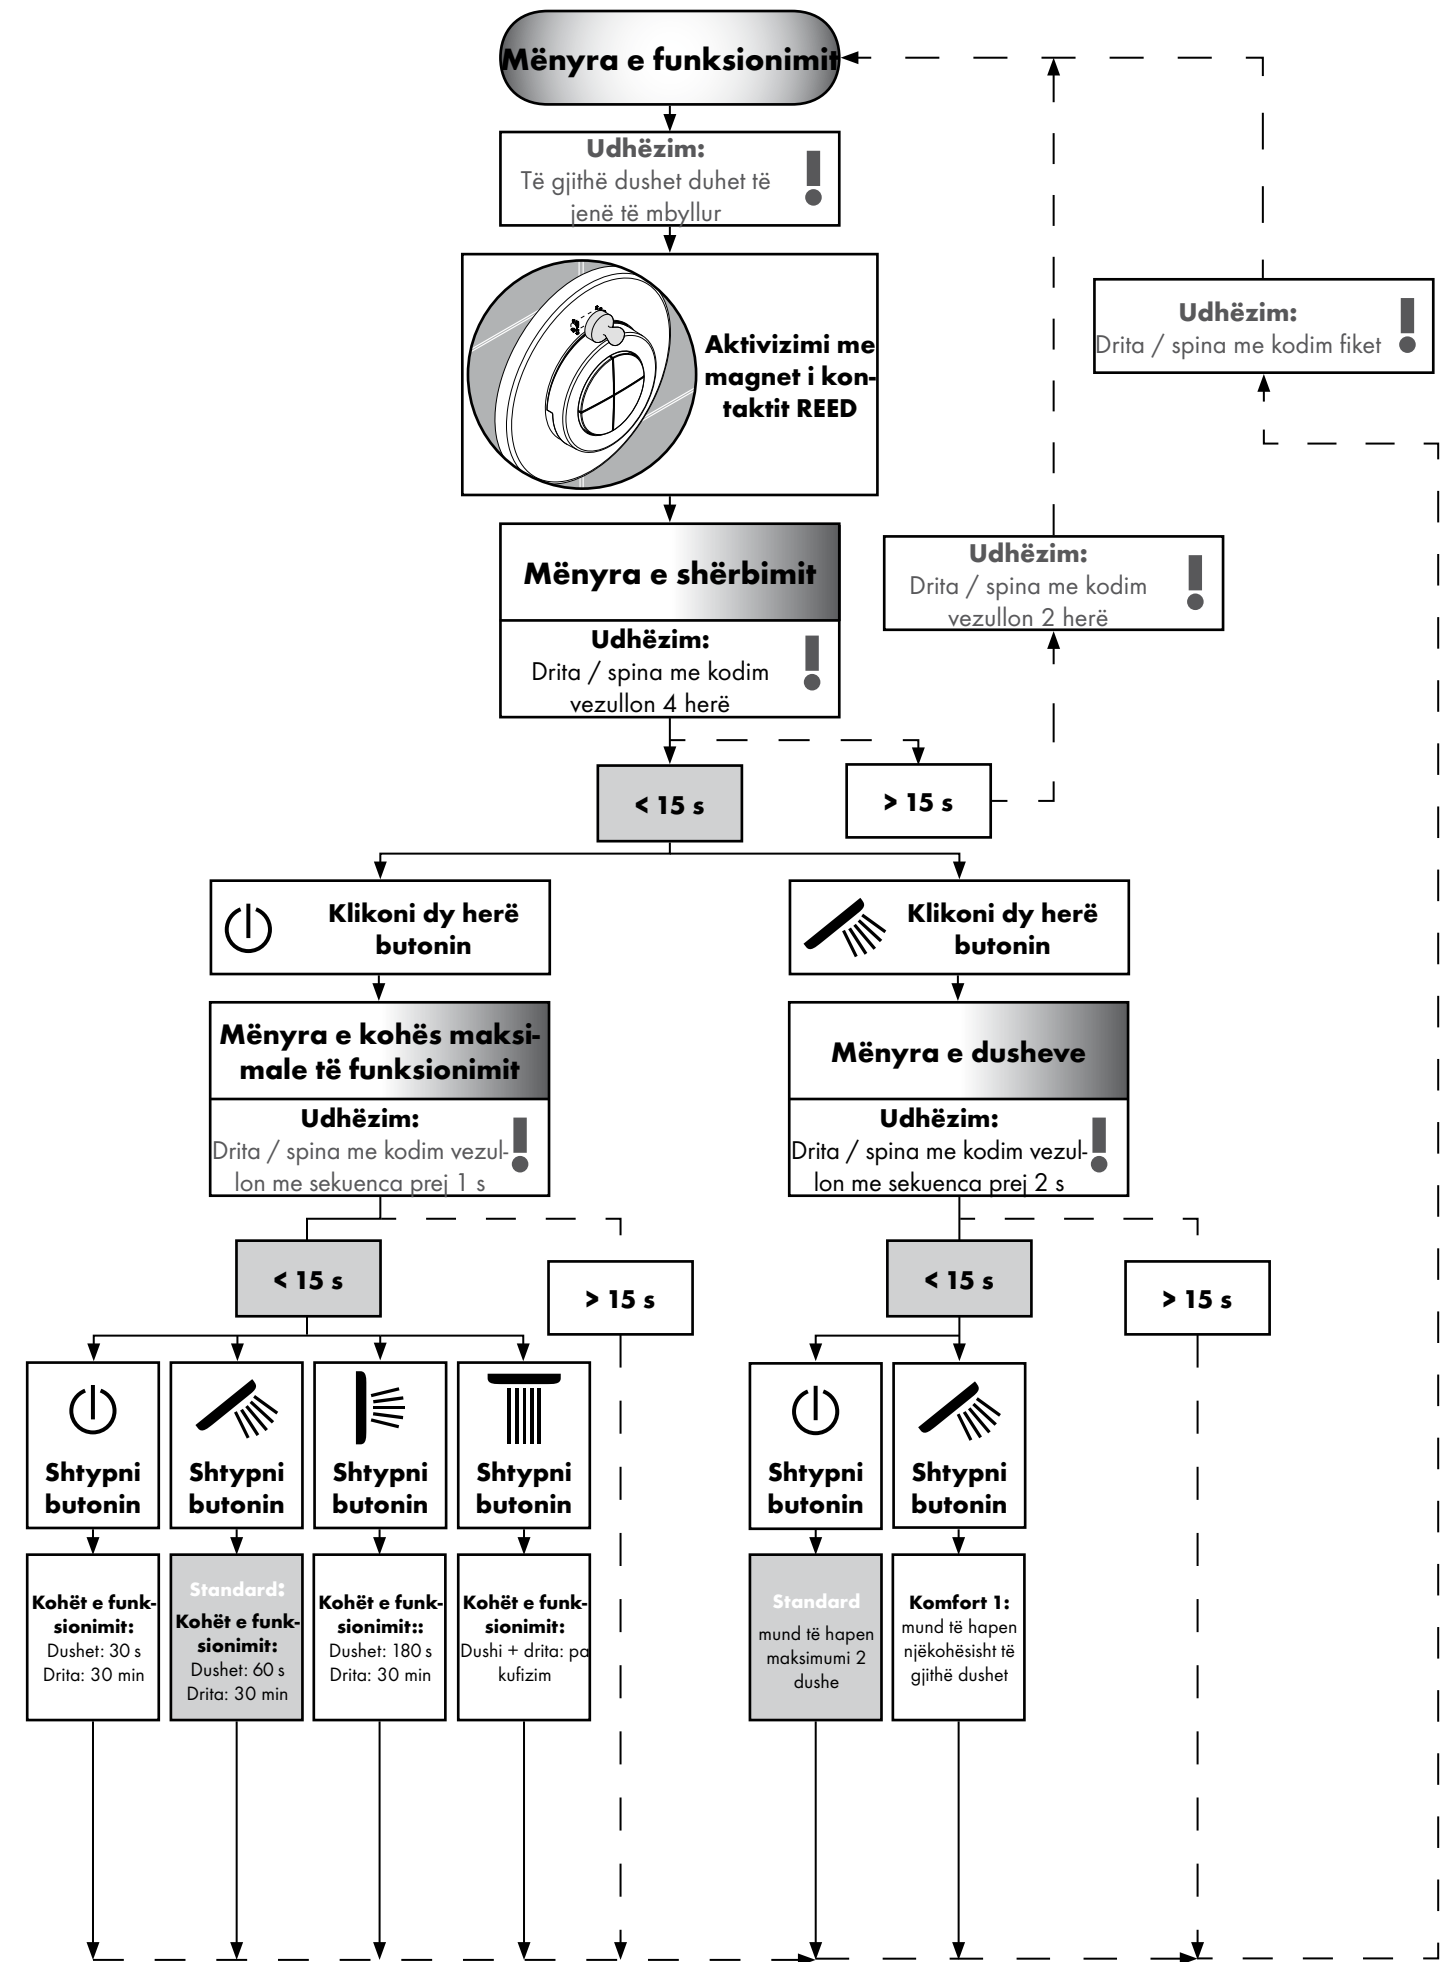 Mënyra e funksionimit
Udhëzim:
Të gjithë dushet duhet të
jenë të mbyllur
Aktivizimi me
magnet i kon-
taktit REED
Udhëzim:
Drita / spina me kodim fiket
Mënyra e shërbimit
Udhëzim:
Drita / spina me kodim
vezullon 4 herë
Udhëzim:
Drita / spina me kodim
vezullon 2 herë
< 15 s
> 15 s
Klikoni dy herë
butonin
Klikoni dy herë
butonin
Mënyra e kohës maksi-
male të funksionimit
Udhëzim:
Drita / spina me kodim vezul-
lon me sekuenca prej 1 s
Mënyra e dusheve
Udhëzim:
Drita / spina me kodim vezul-
lon me sekuenca prej 2 s
< 15 s
> 15 s
< 15 s
> 15 s
Shtypni
butonin
Shtypni
butonin
Shtypni
butonin
Shtypni
butonin
Shtypni
butonin
Shtypni
butonin
Kohët e funk-
sionimit:
Dushet: 30 s
Drita: 30 min
Standard:
Kohët e funk-
sionimit:
Dushet: 60 s
Drita: 30 min
Kohët e funk-
sionimit::
Dushet: 180 s
Drita: 30 min
Kohët e funk-
sionimit:
Dushi + drita: pa
kufizim
Standard
mund të hapen
maksimumi 2
dushe
Komfort 1:
mund të hapen
njëkohësisht të
gjithë dushet